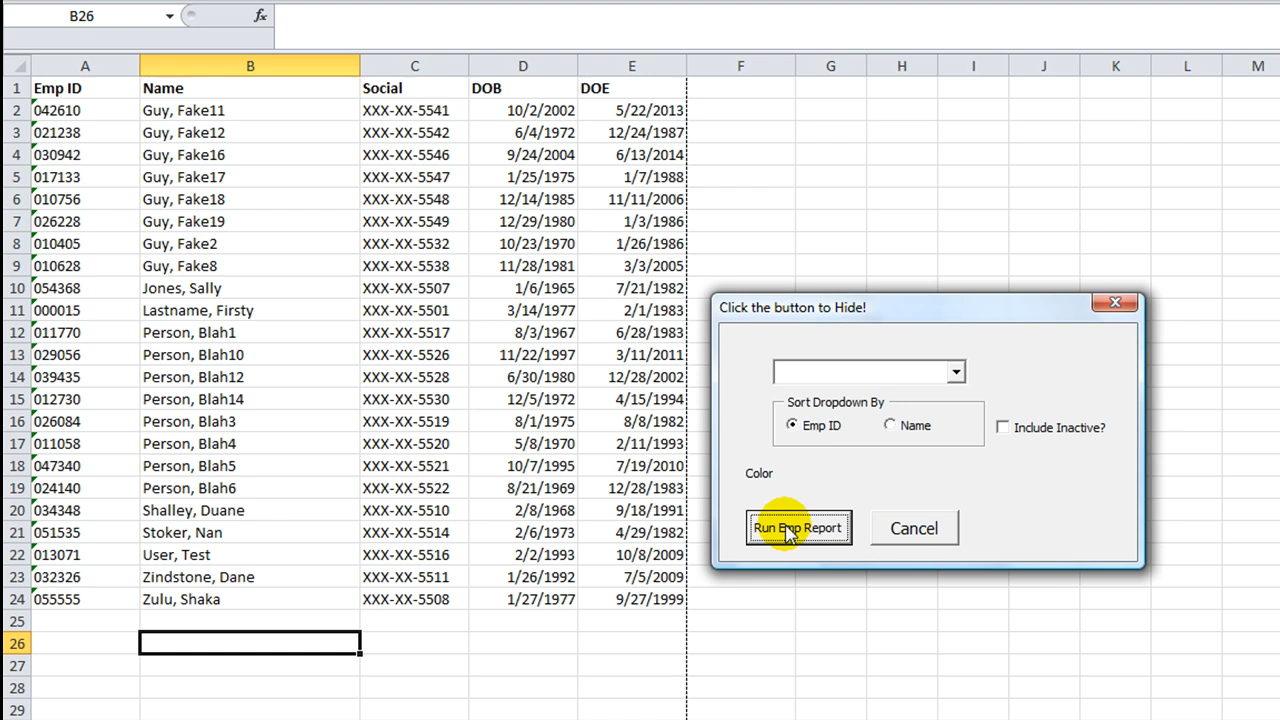 B26 fx
A B C D E F G H I J K L M
1 Emp ID Name Social DOB DOE
2 042610 Guy, Fake11 XXX-XX-5541 10/2/2002 5/22/2013
3 021238 Guy, Fake12 XXX-XX-5542 6/4/1972 12/24/1987
4 030942 Guy, Fake16 XXX-XX-5546 9/24/2004 6/13/2014
5 017133 Guy, Fake17 XXX-XX-5547 1/25/1975 1/7/1988
6 010756 Guy, Fake18 XXX-XX-5548 12/14/1985 11/11/2006
7 026228 Guy, Fake19 XXX-XX-5549 12/29/1980 1/3/1986
8 010405 Guy, Fake2 XXX-XX-5532 10/23/1970 1/26/1986
9 010628 Guy, Fake8 XXX-XX-5538 11/28/1981 3/3/2005
10 054368 Jones, Sally XXX-XX-5507 1/6/1965 7/21/1982
11 000015 Lastname, Firsty XXX-XX-5501 3/14/1977 2/1/1983
12 011770 Person, Blah1 XXX-XX-5517 8/3/1967 6/28/1983
13 029056 Person, Blah10 XXX-XX-5526 11/22/1997 3/11/2011
14 039435 Person, Blah12 XXX-XX-5528 6/30/1980 12/28/2002
15 012730 Person, Blah14 XXX-XX-5530 12/5/1972 4/15/1994
16 026084 Person, Blah3 XXX-XX-5519 8/1/1975 8/8/1982
17 011058 Person, Blah4 XXX-XX-5520 5/8/1970 2/11/1993
18 047340 Person, Blah5 XXX-XX-5521 10/7/1995 7/19/2010
19 024140 Person, Blah6 XXX-XX-5522 8/21/1969 12/28/1983
20 034348 Shalley, Duane XXX-XX-5510 2/8/1968 9/18/1991
21 051535 Stoker, Nan XXX-XX-5514 2/6/1973 4/29/1982
22 013071 User, Test XXX-XX-5512 2/2/1993 10/8/2009
23 032326 Zindstone, Dane XXX-XX-5511 1/26/1992 7/5/2009
24 055555 Zulu, Shaka XXX-XX-5508 1/27/1977 9/27/1999
25
26
27
28
29
Click the button to Hide!
Sort Dropdown By
Emp ID Name
Include Inactive?
Color
Run Emp Report Cancel